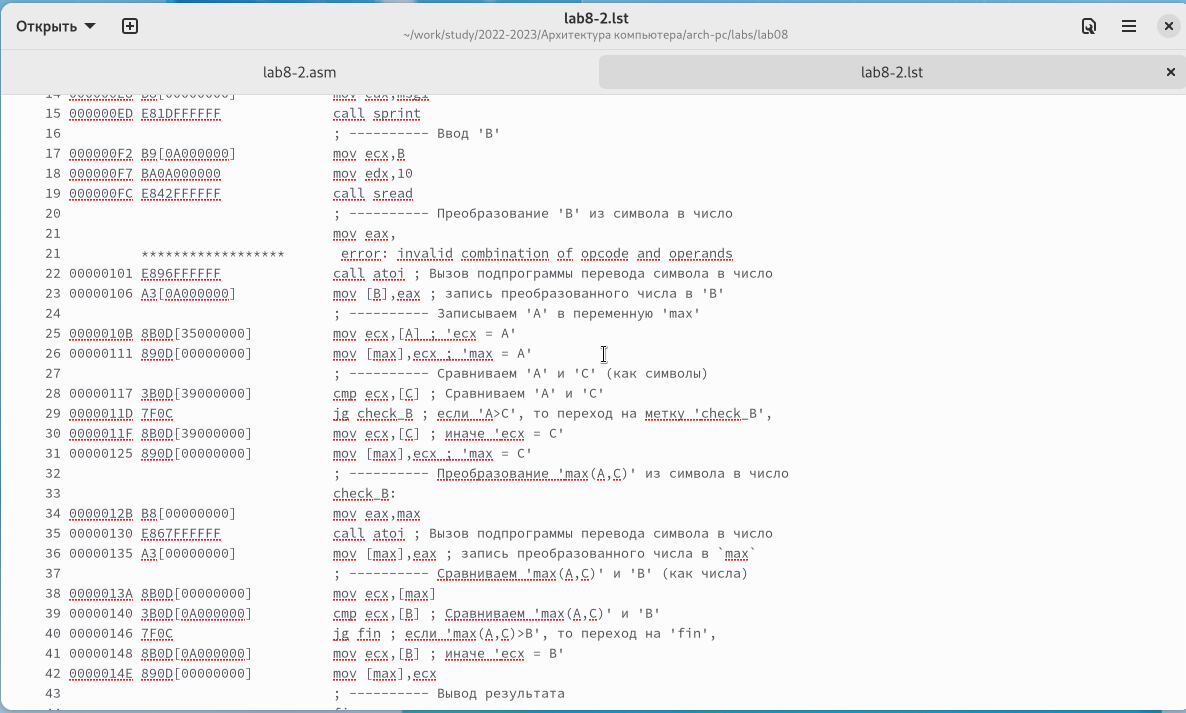 Открыть
lab8-2.lst
~/work/study/2022-2023/Архитектура компьютера/arch-pc/labs/lab08
lab8-2.asm
lab8-2.lst
14 000000E8 B8[00000000] mov eax,msg1
15 000000ED E81DFFFFFF call sprint
16 ; ---------- Ввод 'B'
17 000000F2 B9[0A000000] mov ecx,B
18 000000F7 BA0A000000 mov edx,10
19 000000FC E842FFFFFF call sread
20 ; ---------- Преобразование 'B' из символа в число
21 mov eax,
21 ****************** error: invalid combination of opcode and operands
22 00000101 E896FFFFFF call atoi ; Вызов подпрограммы перевода символа в число
23 00000106 A3[0A000000] mov [B],eax ; запись преобразованного числа в 'B'
24 ; ---------- Записываем 'A' в переменную 'max'
25 0000010B 8B0D[35000000] mov ecx,[A] ; 'ecx = A'
26 00000111 890D[00000000] mov [max],ecx ; 'max = A'
27 ; ---------- Сравниваем 'A' и 'С' (как символы)
28 00000117 3B0D[39000000] cmp ecx,[C] ; Сравниваем 'A' и 'С'
29 0000011D 7F0C jg check_B ; если 'A>C', то переход на метку 'check_B',
30 0000011F 8B0D[39000000] mov ecx,[C] ; иначе 'ecx = C'
31 00000125 890D[00000000] mov [max],ecx ; 'max = C'
32 ; ---------- Преобразование 'max(A,C)' из символа в число
33 check_B:
34 0000012B B8[00000000] mov eax,max
35 00000130 E867FFFFFF call atoi ; Вызов подпрограммы перевода символа в число
36 00000135 A3[00000000] mov [max],eax ; запись преобразованного числа в `max`
37 ; ---------- Сравниваем 'max(A,C)' и 'B' (как числа)
38 0000013A 8B0D[00000000] mov ecx,[max]
39 00000140 3B0D[0A000000] cmp ecx,[B] ; Сравниваем 'max(A,C)' и 'B'
40 00000146 7F0C jg fin ; если 'max(A,C)>B', то переход на 'fin',
41 00000148 8B0D[0A000000] mov ecx,[B] ; иначе 'ecx = B'
42 0000014E 890D[00000000] mov [max],ecx
43 ; ---------- Вывод результата